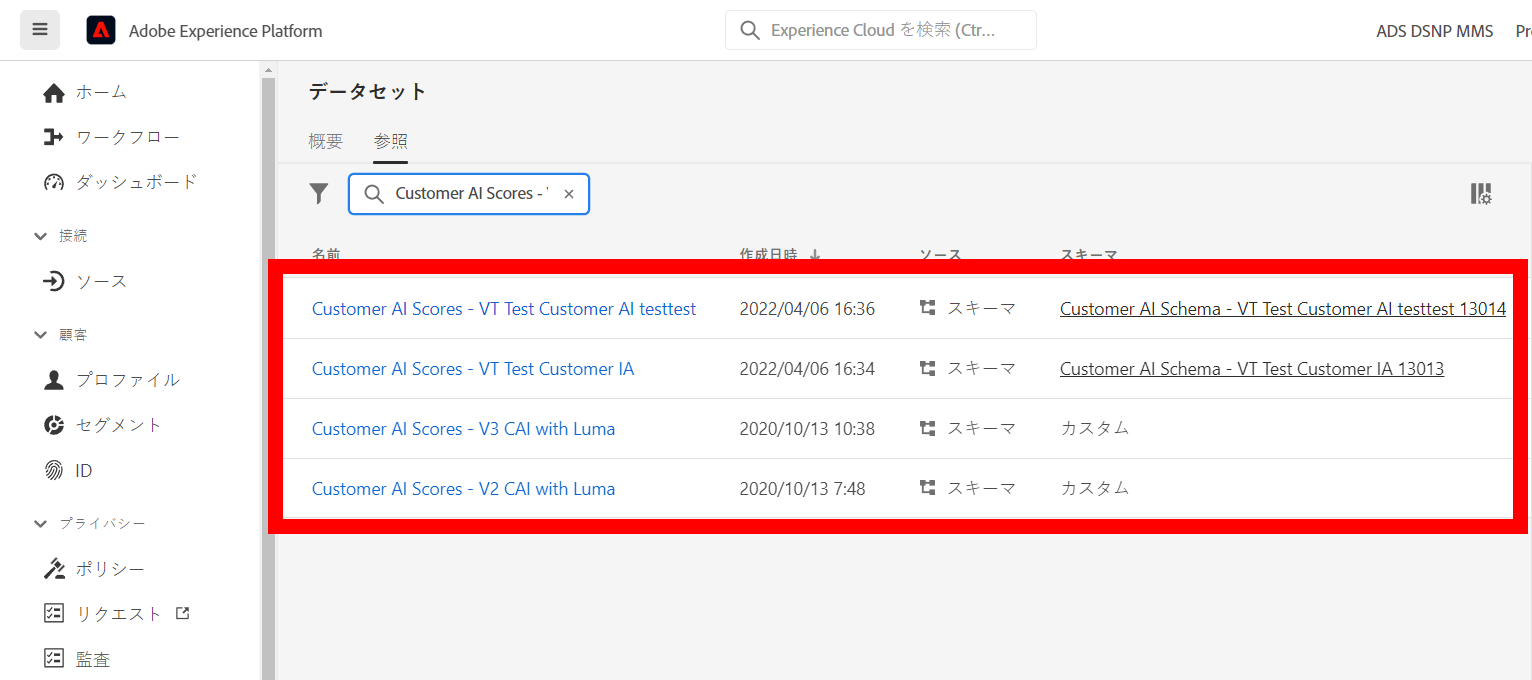 Adobe Experience Platform
Experience Cloud を検索 (Ctr...
ADS DSNP MMS
ホーム
ワークフロー
ダッシュボード
接続
ソース
顧客
プロファイル
セグメント
ID
プライバシー
ポリシー
リクエスト
監査
データセット
概要 参照
Customer AI Scores -
名前 作成日時 ソース スキーマ
Customer AI Scores - VT Test Customer AI testtest 2022/04/06 16:36 スキーマ Customer AI Schema - VT Test Customer AI testtest 13014
Customer AI Scores - VT Test Customer IA 2022/04/06 16:34 スキーマ Customer AI Schema - VT Test Customer IA 13013
Customer AI Scores - V3 CAI with Luma 2020/10/13 10:38 スキーマ カスタム
Customer AI Scores - V2 CAI with Luma 2020/10/13 7:48 スキーマ カスタム